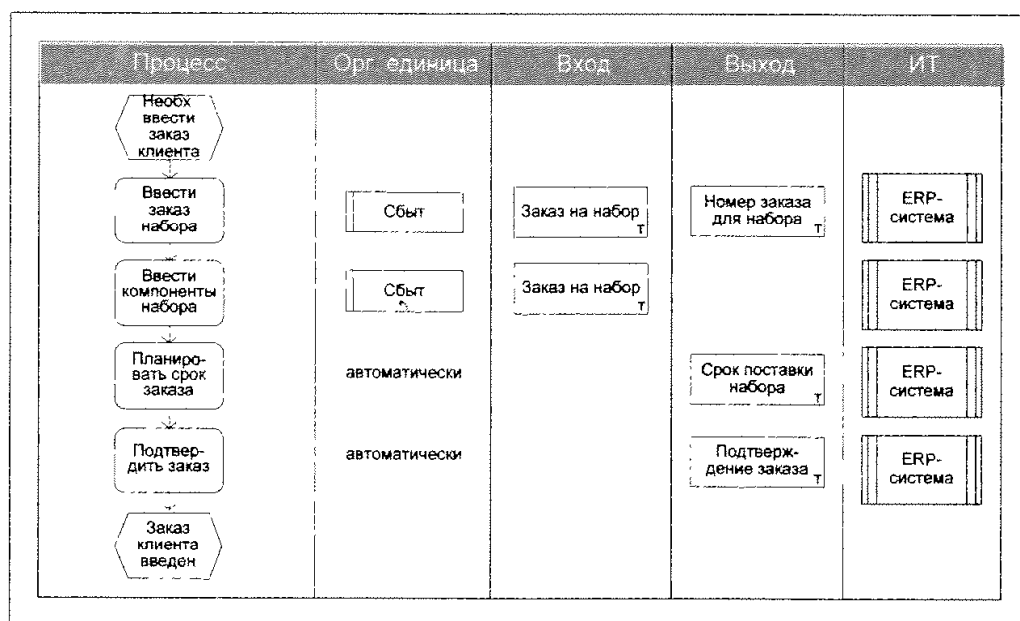 Процесс
Орг единица
Вход
Выход
ИТ
Необх
ввести
заказ
клиента
Ввести
заказ
набора
Сбыт
Заказ на набор
т
Номер заказа
для набора
т
ERP-
система
Ввести
компоненты
набора
Сбыт
Заказ на набор
т
ERP-
система
Планиро-
вать срок
заказа
автоматически
Срок поставки
набора
т
ERP-
система
Подтвер-
дить заказ
автоматически
Подтверж-
дение заказа
т
ERP-
система
Заказ
клиента
введен